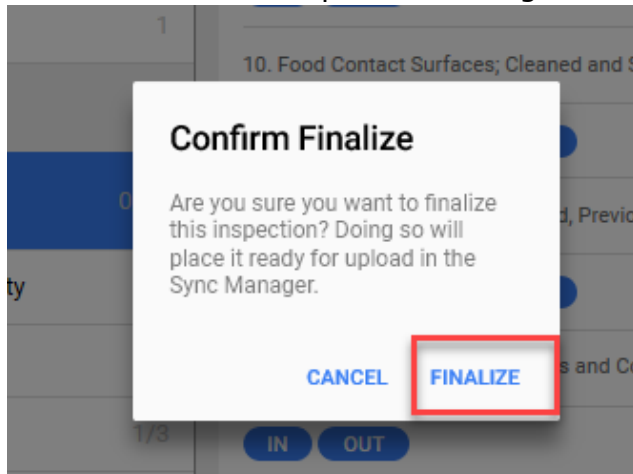 1
10. Food Contact Surfaces; Cleaned and
Confirm Finalize
Are you sure you want to finalize
this inspection? Doing so will
place it ready for upload in the
Sync Manager.
d, Previo
ty
CANCEL FINALIZE
s and Co
1/3
IN OUT